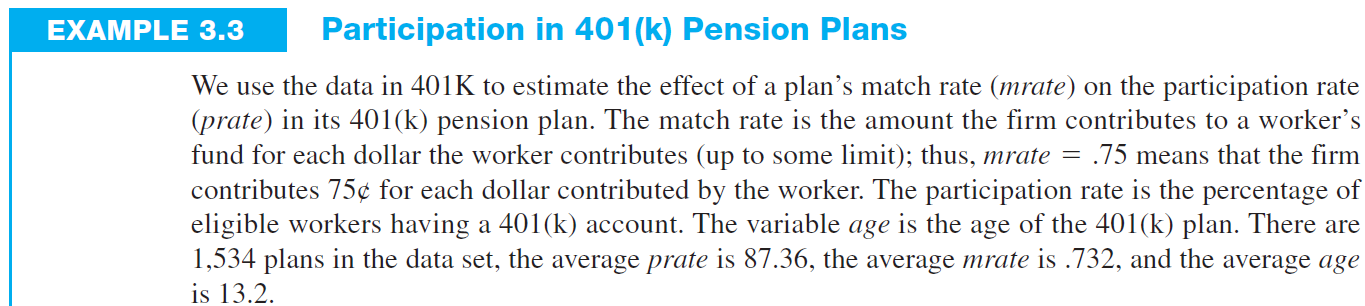 EXAMPLE 3.3 Participation in 401(k) Pension Plans
We use the data in 401K to estimate the effect of a plan’s match rate (mrate) on the participation rate
(prate) in its 401(k) pension plan. The match rate is the amount the firm contributes to a worker’s
fund for each dollar the worker contributes (up to some limit); thus, mrate = .75 means that the firm
contributes 75¢ for each dollar contributed by the worker. The participation rate is the percentage of
eligible workers having a 401(k) account. The variable age is the age of the 401(k) plan. There are
1,534 plans in the data set, the average prate is 87.36, the average mrate is .732, and the average age
is 13.2.